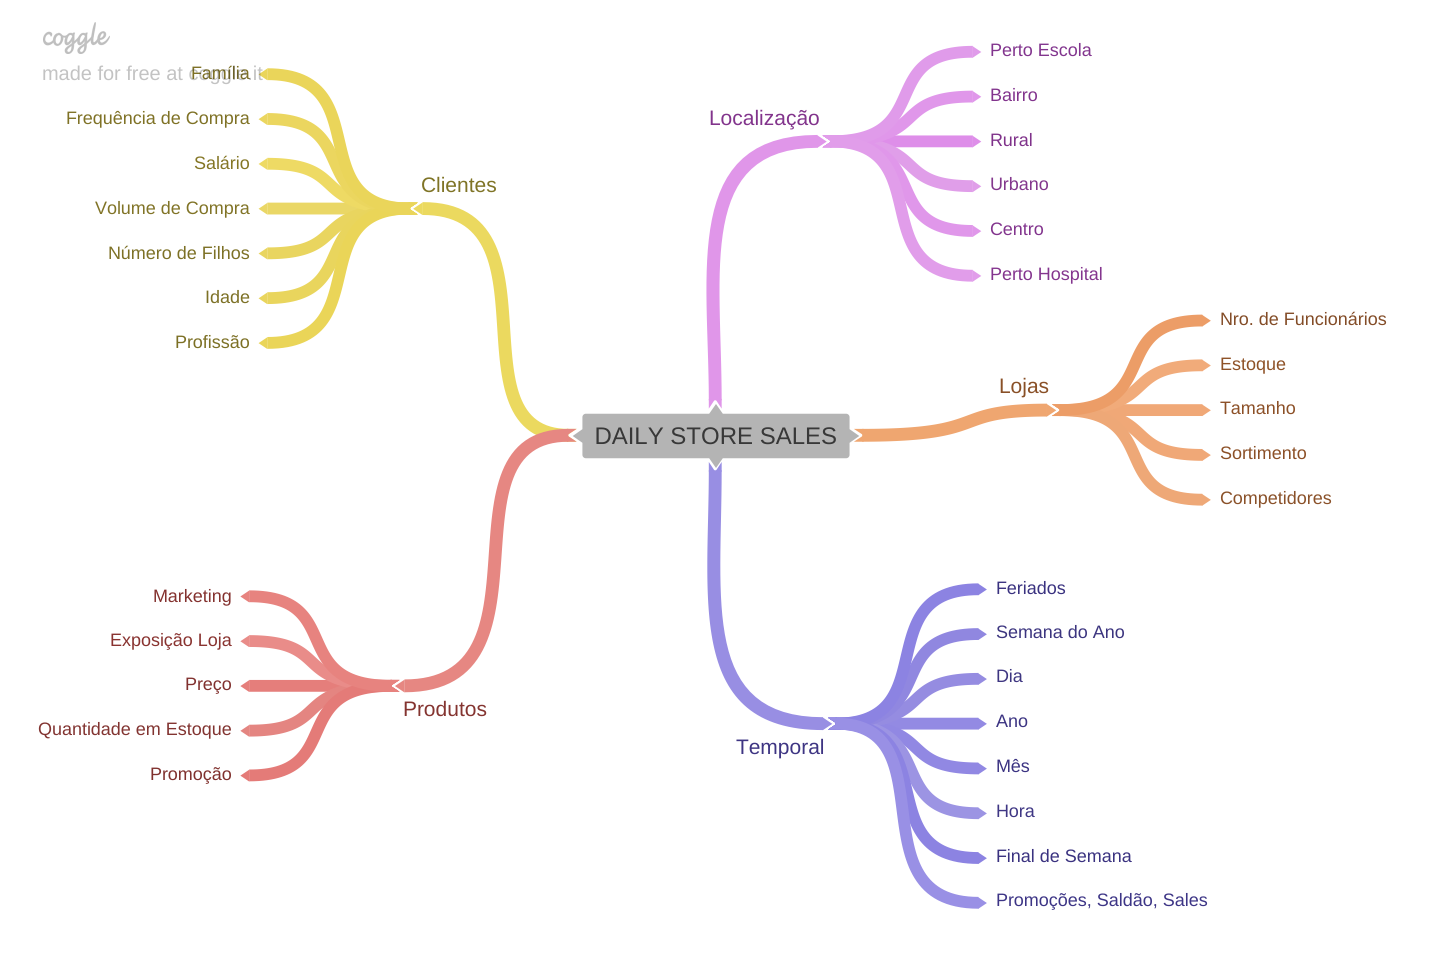 coggle
made for free at coggle.it
Família
Frequência de Compra
Salário
Volume de Compra
Número de Filhos
Idade
Profissão
Clientes
Localização
Perto Escola
Bairro
Rural
Urbano
Centro
Perto Hospital
DAILY STORE SALES
Lojas
Nro. de Funcionários
Estoque
Tamanho
Sortimento
Competidores
Marketing
Exposição Loja
Preço
Quantidade em Estoque
Promoção
Produtos
Temporal
Feriados
Semana do Ano
Dia
Ano
Mês
Hora
Final de Semana
Promoções, Saldão, Sales